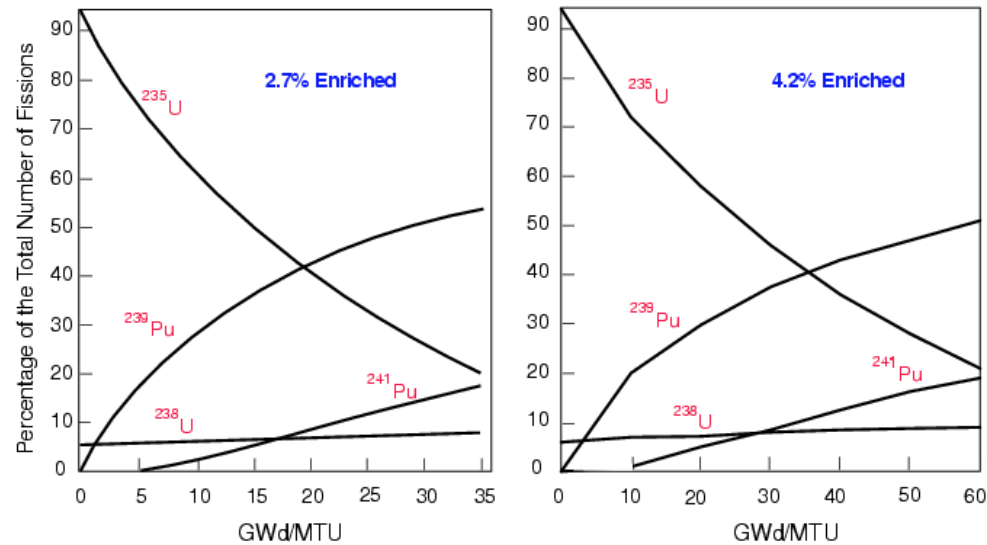 Percentage of the Total Number of Fissions
90
80
70
60
50
40
30
20
10
0
2.7% Enriched
235U
239Pu
238U
241Pu
0 5 10 15 20 25 30 35
GWd/MTU
90
80
70
60
50
40
30
20
10
0
4.2% Enriched
235U
239Pu
238U
241Pu
0 10 20 30 40 50 60
GWd/MTU